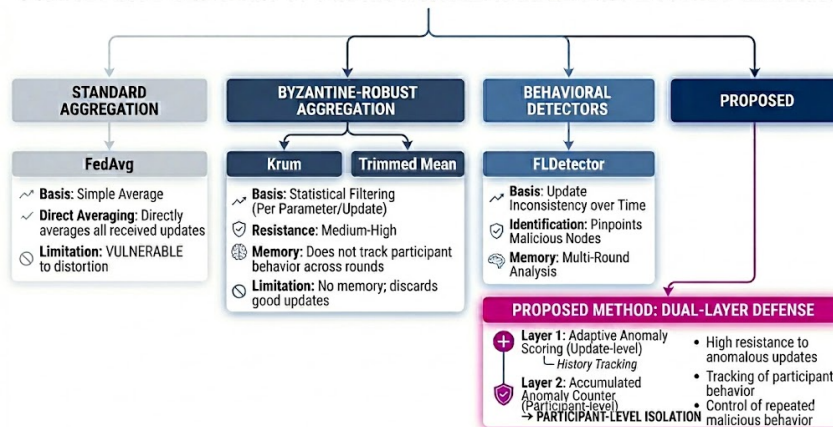 STANDARD
AGGREGATION
BYZANTINE-ROBUST
AGGREGATION
BEHAVIORAL
DETECTORS
PROPOSED
FedAvg
Basis: Simple Average
Direct Averaging: Directly
averages all received updates
Limitation: VULNERABLE
to distortion
Krum
Trimmed Mean
Basis: Statistical Filtering
(Per Parameter/Update)
Resistance: Medium-High
Memory: Does not track participant
behavior across rounds
Limitation: No memory; discards
good updates
FLDetector
Basis: Update
Inconsistency over Time
Identification: Pinpoints
Malicious Nodes
Memory: Multi-Round
Analysis
PROPOSED METHOD: DUAL-LAYER DEFENSE
Layer 1: Adaptive Anomaly
Scoring (Update-level)
History Tracking
Layer 2: Accumulated
Anomaly Counter
(Participant-level)
→ PARTICIPANT-LEVEL ISOLATION
• High resistance to
anomalous updates
• Tracking of participant
behavior
• Control of repeated
malicious behavior